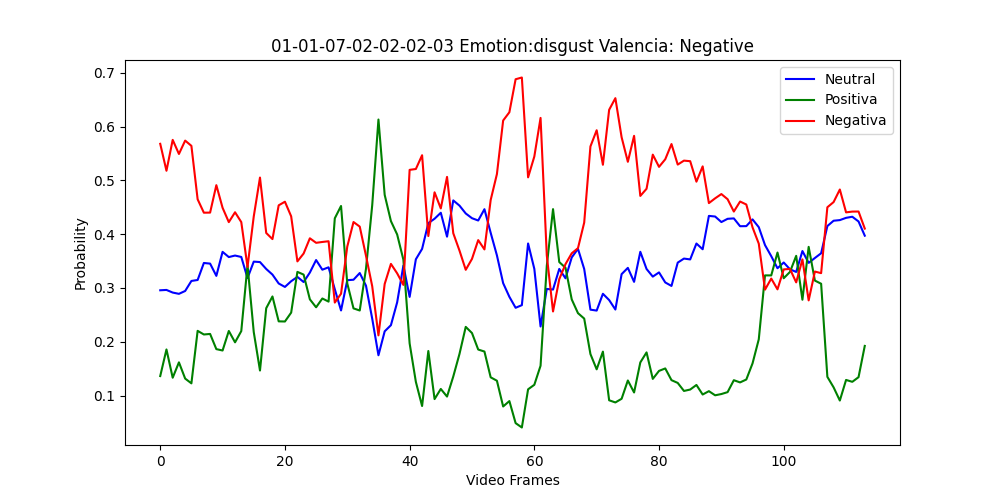 01-01-07-02-02-02-03 Emotion:disgust Valencia: Negative
Neutral
Positiva
Negativa
Probability
0.7
0.6
0.5
0.4
0.3
0.2
0.1
0 20 40 60 80 100
Video Frames